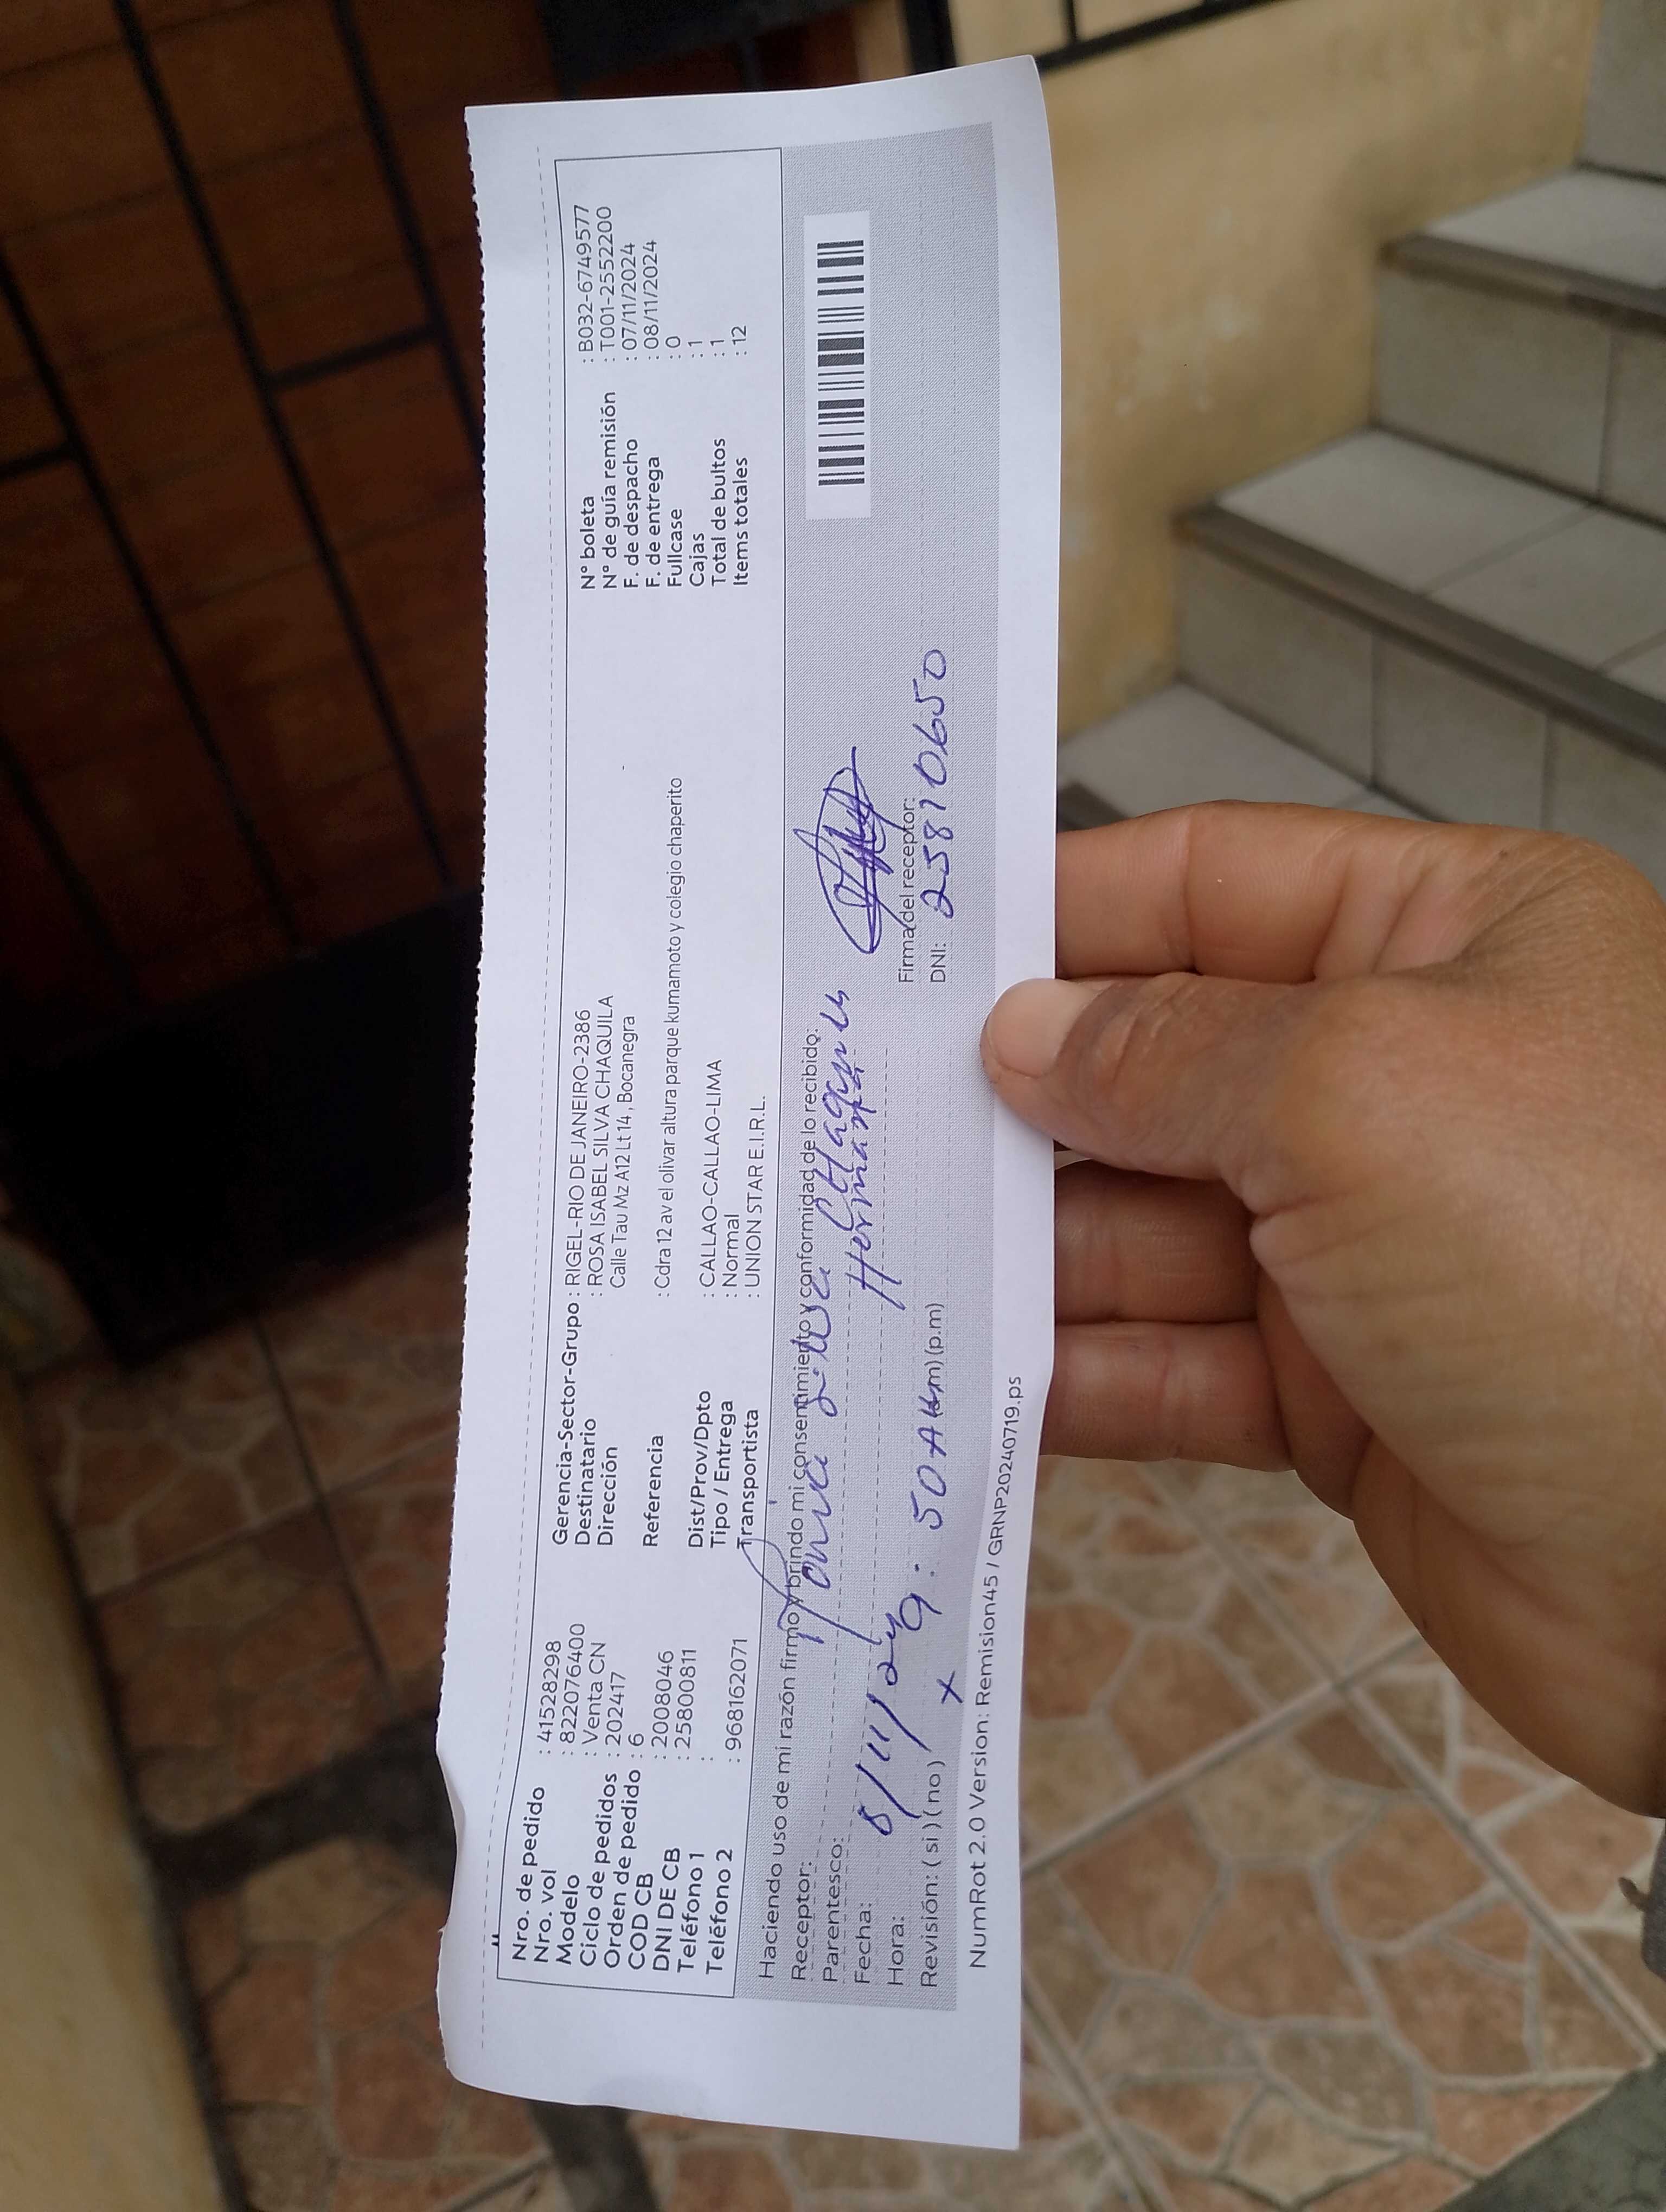 Nro. de pedido : 41528298
Nro. vol : 822076400
Modelo : Venta CN
Ciclo de pedidos : 202417
Orden de pedido : 6
COD CB : 2008046
DNI DE CB : 25800811
Teléfono 1 :
Teléfono 2 : 968162071
Gerencia-Sector-Grupo : RIGEL-RIO DE JANEIRO-2386
Destinatario : ROSA ISABEL SILVA CHAQUILA
Dirección Calle Tau Mz A12 Lt 14 , Bocanegra
Referencia : Cdra 12 av el olivar altura parque kumamoto y colegio chaperito
Dist/Prov/Dpto : CALLAO-CALLAO-LIMA
Tipo / Entrega : Normal
Transportista : UNION STAR E.I.R.L.
N° boleta : B032-6749577
N° de guía remisión : T001-2552200
F. de despacho : 07/11/2024
F. de entrega : 08/11/2024
Fullcase : 0
Cajas : 1
Total de bultos : 1
Items totales : 12
Haciendo uso de mi razón firmo y brindo mi consentimiento y conformidad de lo recibido:
Receptor: Silva
Parentesco: Hermana
Fecha: 8/11/24
Hora: 9:50 (p.m)
Revisión: ( si ) ( no ) x
Firma del receptor:
DNI: 25810650
NumRot 2.0 Version: Remision45 / GRNP20240719.ps